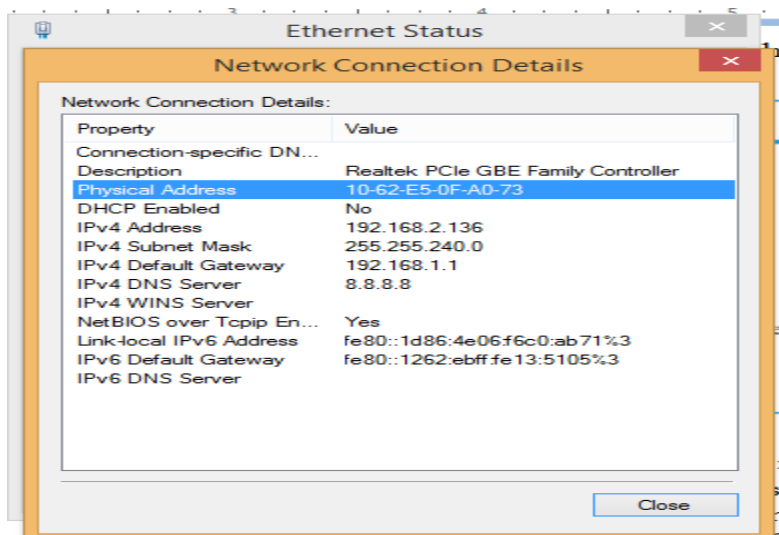 3 4 5
Ethernet Status
Network Connection Details
Network Connection Details:
Property Value
Connection-specific DN...
Description Realtek PCIe GBE Family Controller
Physical Address 10-62-E5-0F-A0-73
DHCP Enabled No
IPv4 Address 192.168.2.136
IPv4 Subnet Mask 255.255.240.0
IPv4 Default Gateway 192.168.1.1
IPv4 DNS Server 8.8.8.8
IPv4 WINS Server
NetBIOS over Tcpip En... Yes
Link-local IPv6 Address fe80::1d86:4e06:f6c0:ab71%3
IPv6 Default Gateway fe80::1262:ebff:fe13:5105%3
IPv6 DNS Server
Close